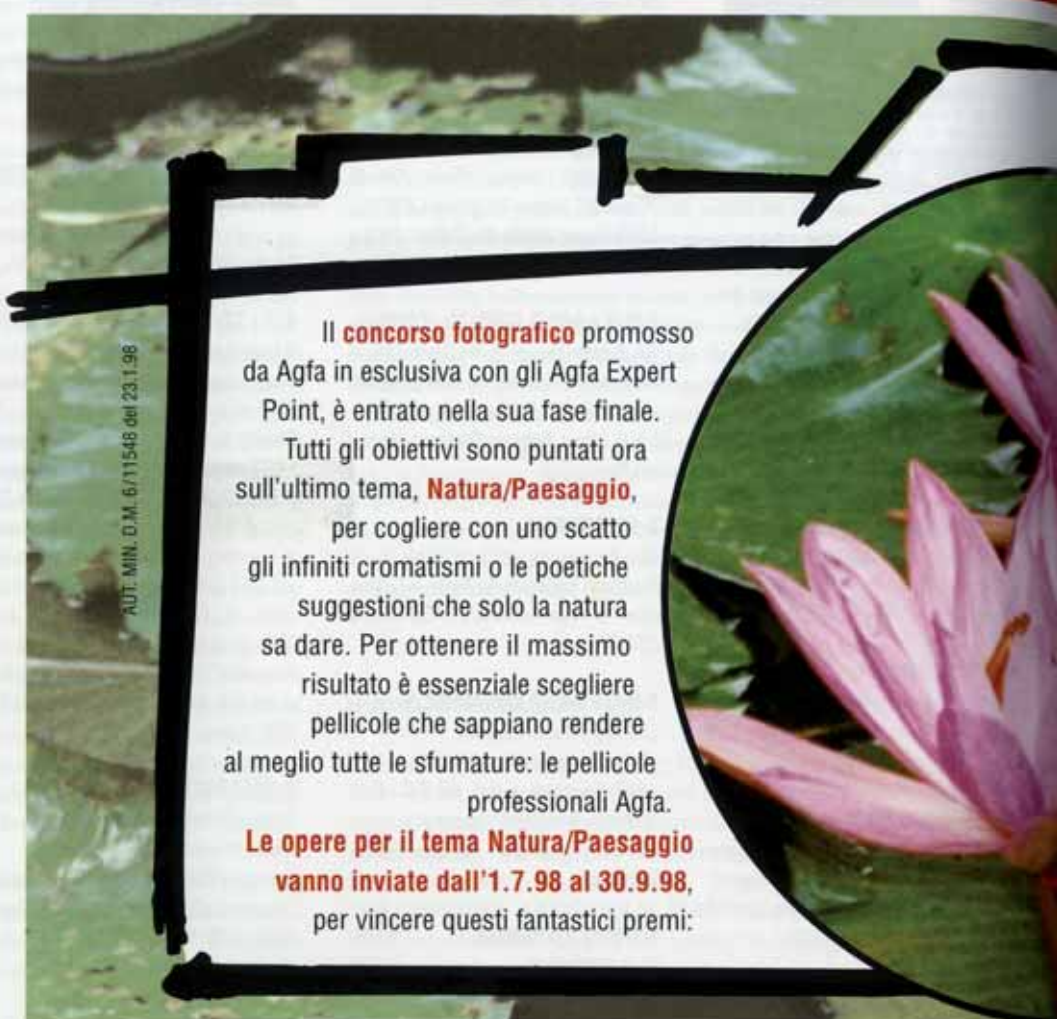 AUT. MIN. D.M. 6/11548 del 23.1.98
Il concorso fotografico promosso
da Agfa in esclusiva con gli Agfa Expert
Point, è entrato nella sua fase finale.
Tutti gli obiettivi sono puntati ora
sull'ultimo tema, Natura/Paesaggio,
per cogliere con uno scatto
gli infiniti cromatismi o le poetiche
suggestioni che solo la natura
sa dare. Per ottenere il massimo
risultato è essenziale scegliere
pellicole che sappiano rendere
al meglio tutte le sfumature: le pellicole
professionali Agfa.
Le opere per il tema Natura/Paesaggio
vanno inviate dall'1.7.98 al 30.9.98,
per vincere questi fantastici premi: